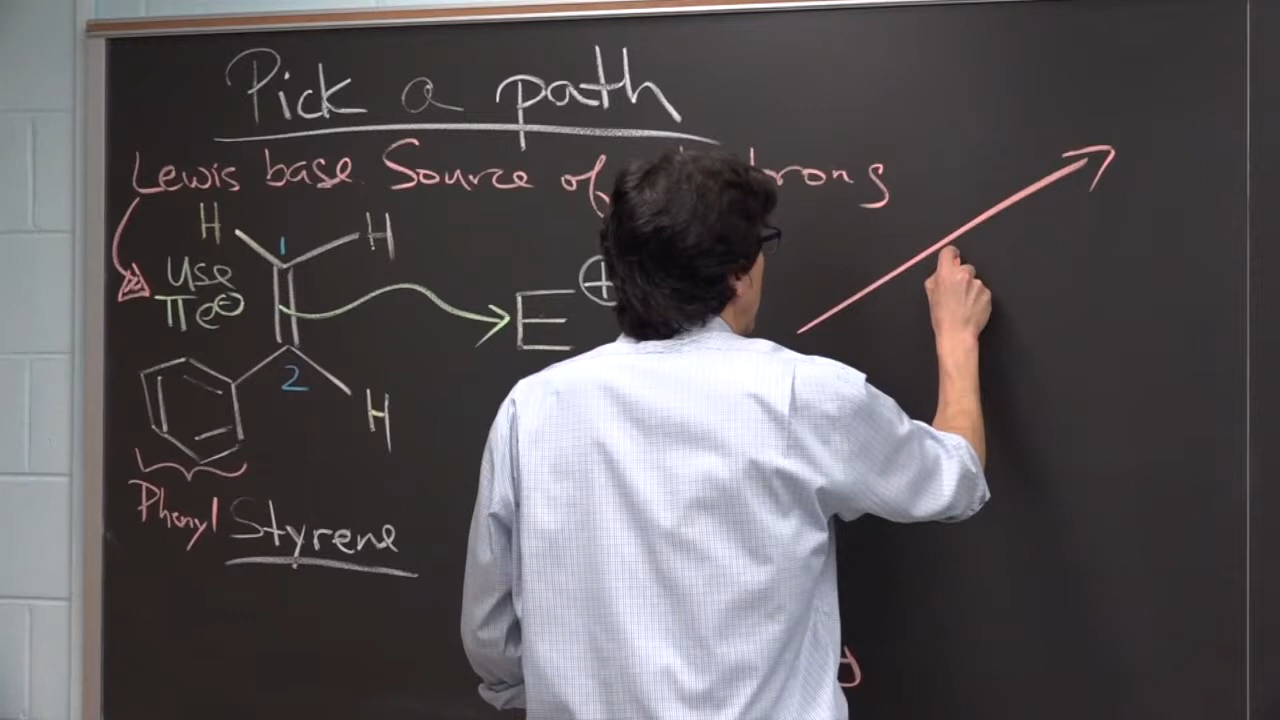 Pick a path
Lewis base Source of
H
1
H
Use
πe⊖
E ⊕
2
H
Phenyl
Styrene